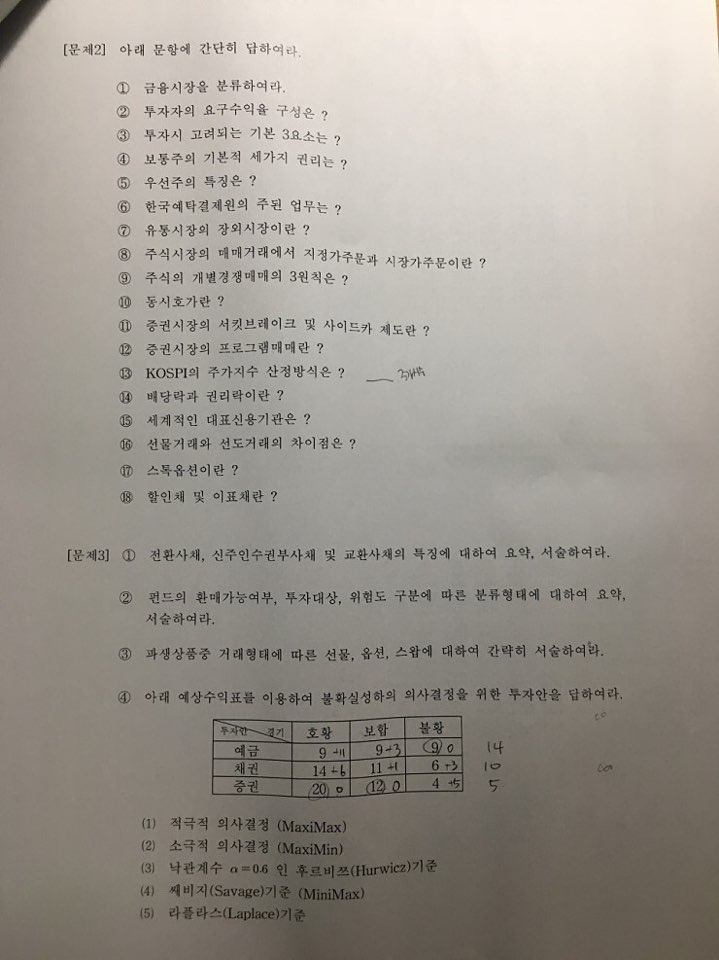 [문제2] 아래 문항에 간단히 답하여라.
① 금융시장을 분류하여라.
② 투자자의 요구수익율 구성은 ?
③ 투자시 고려되는 기본 3요소는 ?
④ 보통주의 기본적 세가지 권리는 ?
⑤ 우선주의 특징은 ?
⑥ 한국예탁결제원의 주된 업무는 ?
⑦ 유통시장의 장외시장이란 ?
⑧ 주식시장의 매매거래에서 지정가주문과 시장가주문이란 ?
⑨ 주식의 개별경쟁매매의 3원칙은 ?
⑩ 동시호가란 ?
⑪ 증권시장의 서킷브레이크 및 사이드카 제도란 ?
⑫ 증권시장의 프로그램매매란 ?
⑬ KOSPI의 주가지수 산정방식은 ?
⑭ 배당락과 권리락이란 ?
⑮ 세계적인 대표신용기관은 ?
⑯ 선물거래와 선도거래의 차이점은 ?
⑰ 스톡옵션이란 ?
⑱ 할인채 및 이표채란 ?
[문제3] ① 전환사채, 신주인수권부사채 및 교환사채의 특징에 대하여 요약, 서술하여라.
② 펀드의 환매가능여부, 투자대상, 위험도 구분에 따른 분류형태에 대하여 요약,
서술하여라.
③ 파생상품중 거래형태에 따른 선물, 옵션, 스왑에 대하여 간략히 서술하여라.
④ 아래 예상수익표를 이용하여 불확실성하의 의사결정을 위한 투자안을 답하여라.
투자안 경기 호황 보합 불황
예금 9 +11 9 +3 9 0 14
채권 14 +6 11 +1 6 +3 10
증권 20 0 12 0 4 +5 5
(1) 적극적 의사결정 (MaxiMax)
(2) 소극적 의사결정 (MaxiMin)
(3) 낙관계수 α=0.6 인 후르비쯔(Hurwicz)기준
(4) 쌔비지(Savage)기준 (MiniMax)
(5) 라플라스(Laplace)기준